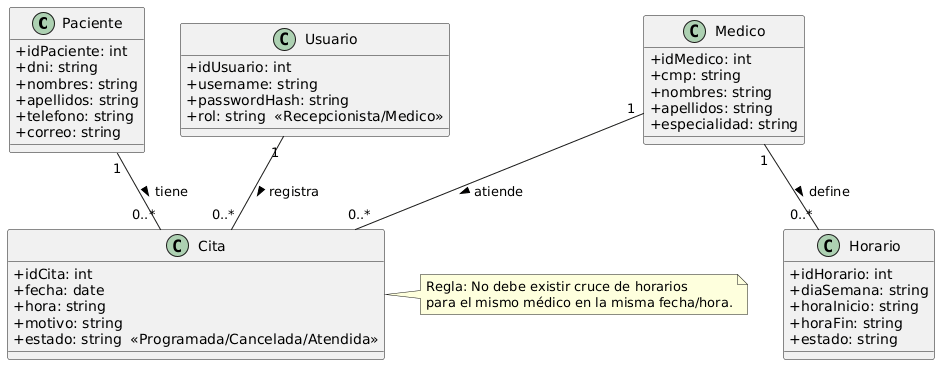 C Paciente
+idPaciente: int
+dni: string
+nombres: string
+apellidos: string
+telefono: string
+correo: string
C Usuario
+idUsuario: int
+username: string
+passwordHash: string
+rol: string «Recepcionista/Medico»
C Medico
+idMedico: int
+cmp: string
+nombres: string
+apellidos: string
+especialidad: string
1
tiene
0..*
1
registra
0..*
1
atiende
0..*
1
define
0..*
C Cita
+idCita: int
+fecha: date
+hora: string
+motivo: string
+estado: string «Programada/Cancelada/Atendida»
Regla: No debe existir cruce de horarios
para el mismo médico en la misma fecha/hora.
C Horario
+idHorario: int
+diaSemana: string
+horaInicio: string
+horaFin: string
+estado: string